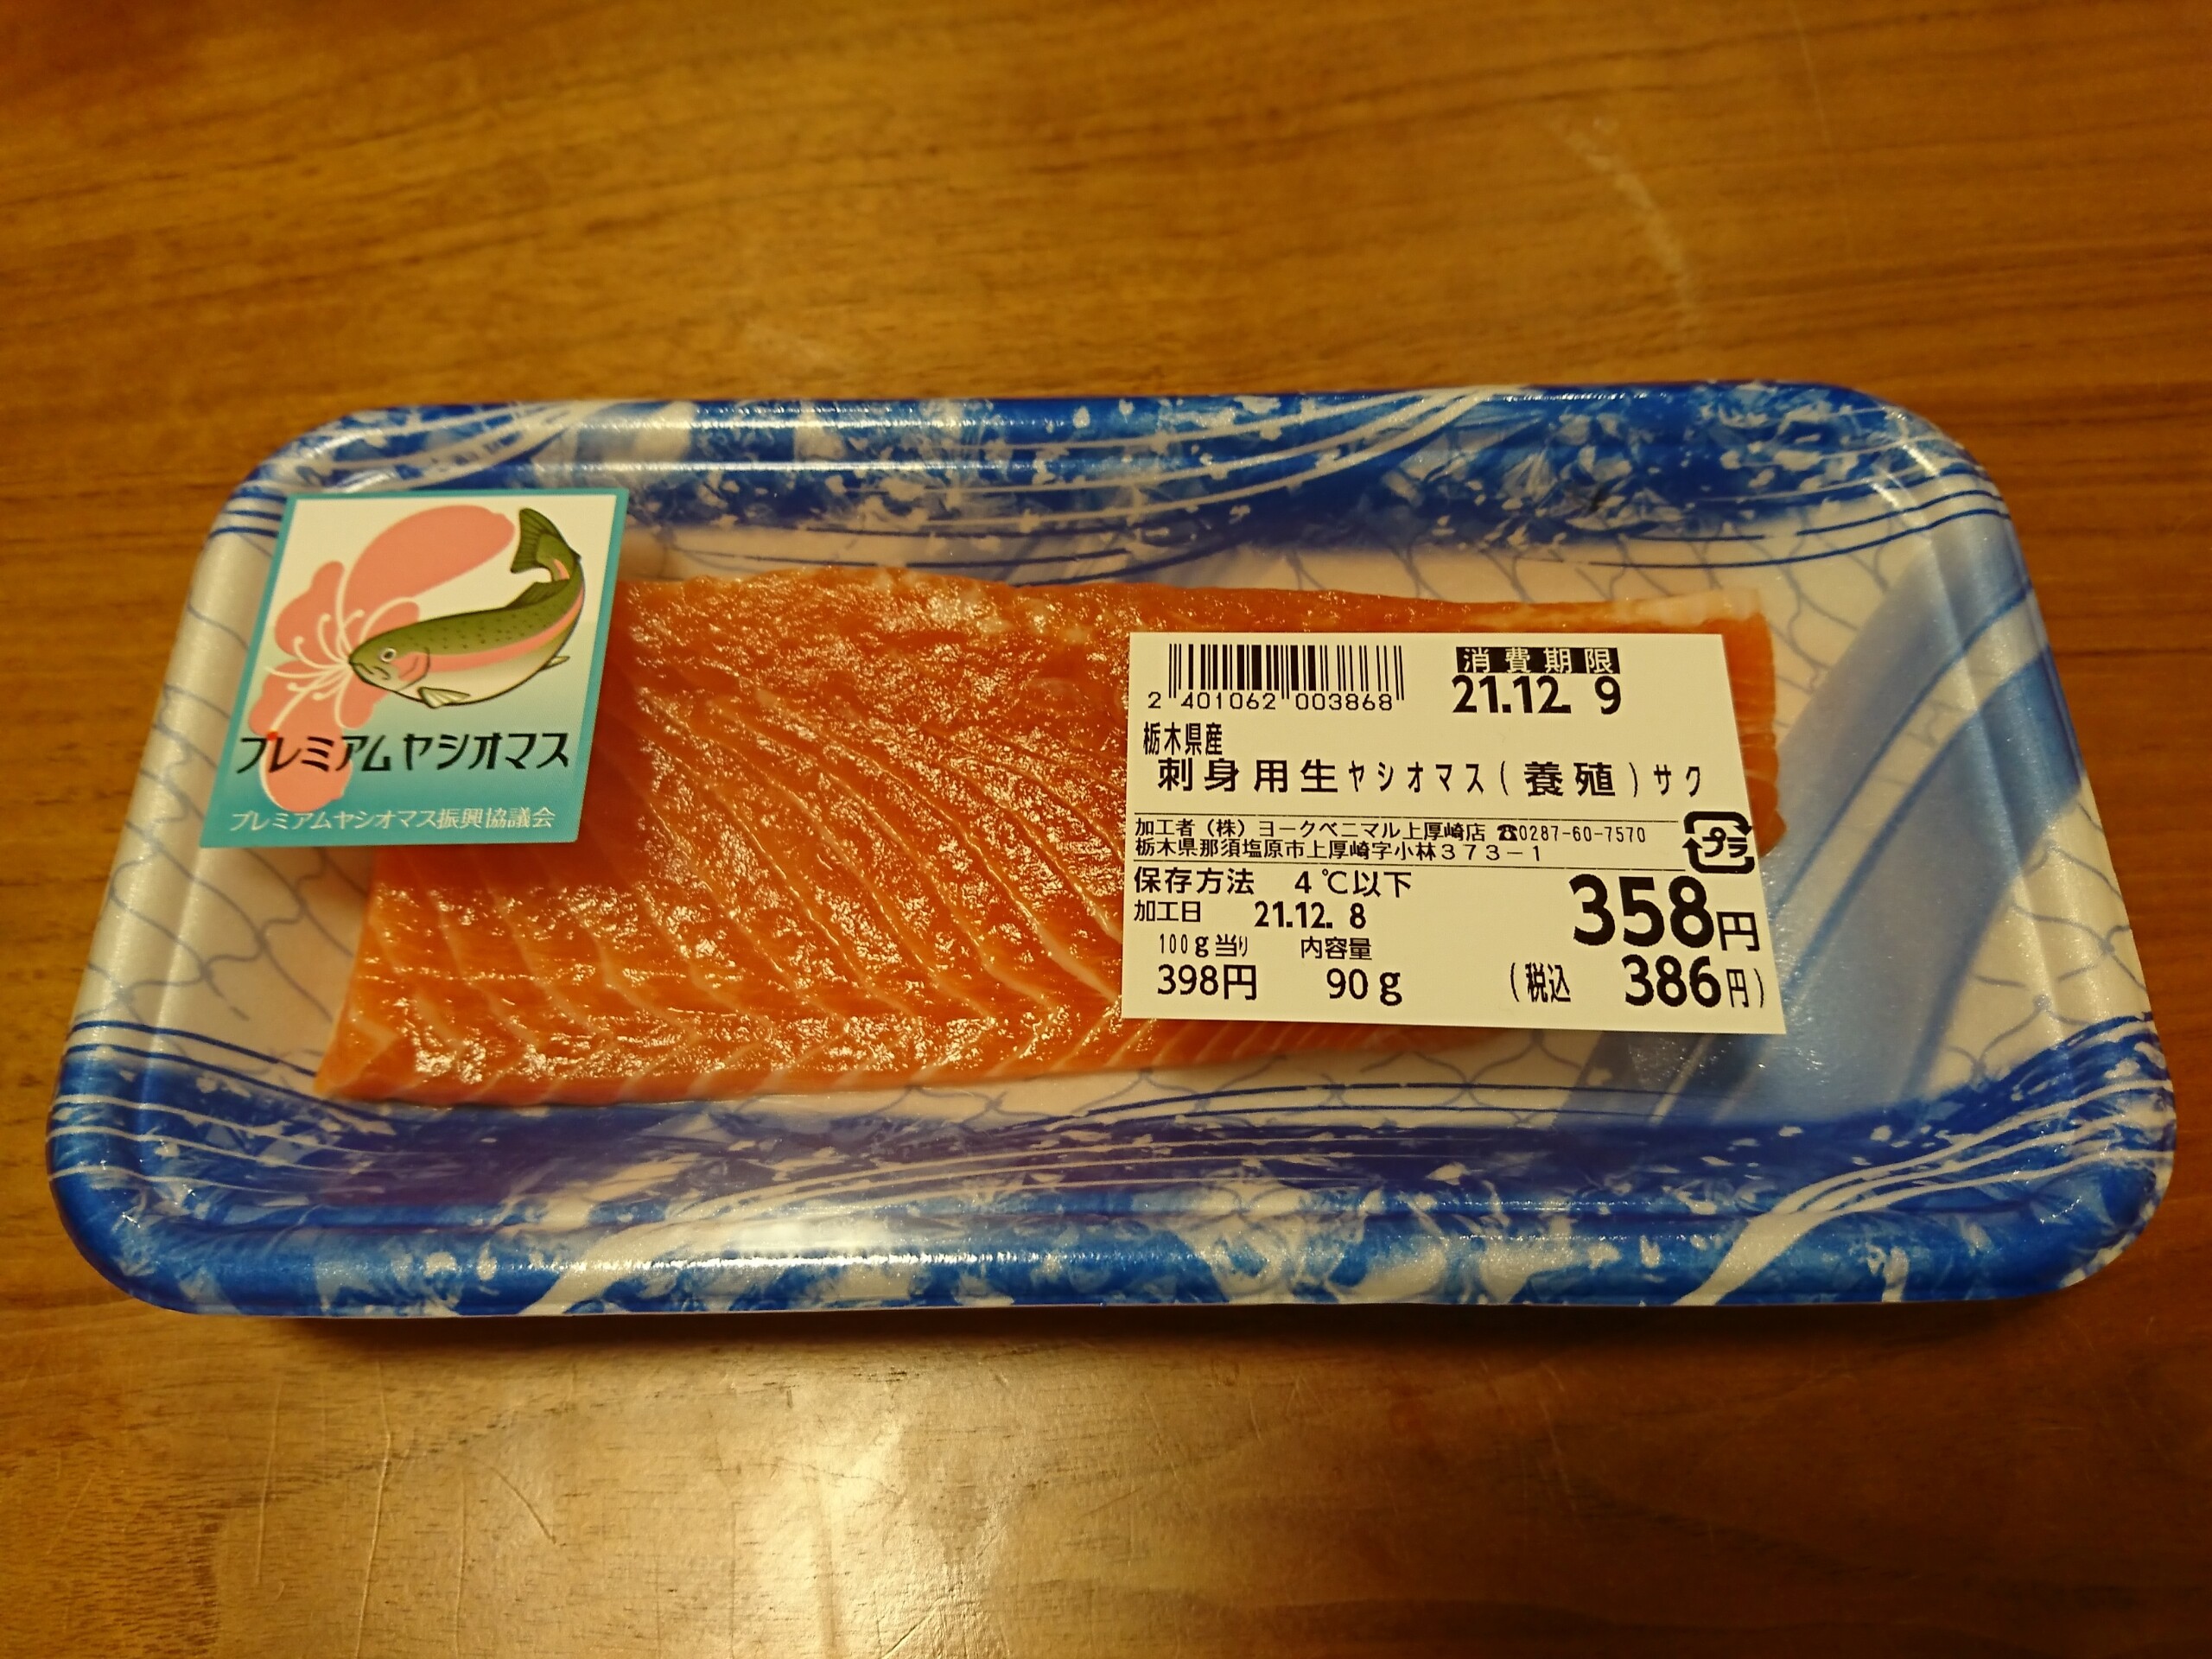 プレミアムヤシオマス
プレミアムヤシオマス振興協議会
2 401062 003868
消費期限
21.12. 9
栃木県産
刺身用生ヤシオマス(養殖)サク
加工者(株)ヨークベニマル上厚崎店 ☎0287-60-7570
栃木県那須塩原市上厚崎字小林373-1
プラ
保存方法 4℃以下
加工日 21.12. 8
100g当り 内容量
398円 90g
358円
(税込 386円)